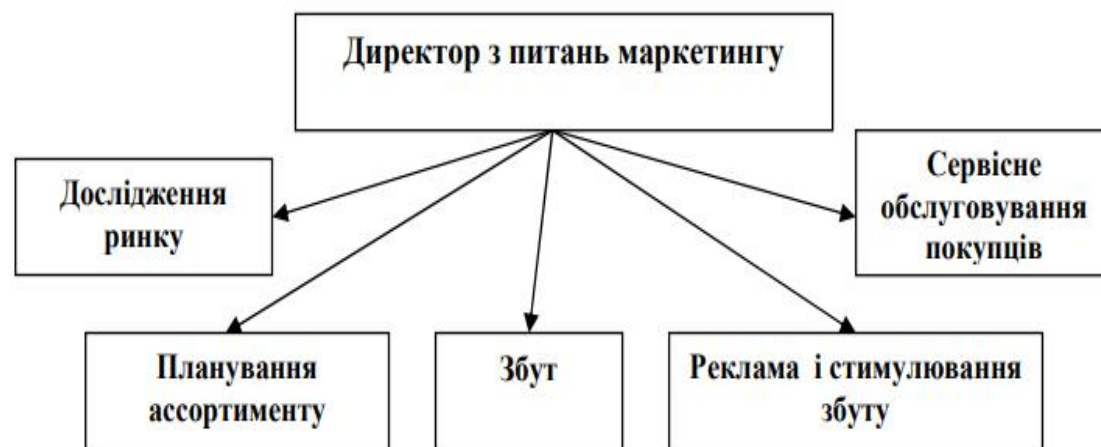 Директор з питань маркетингу
Дослідження
ринку
Сервісне
обслуговування
покупців
Планування
ассортименту
Збут
Реклама і стимулювання
збуту